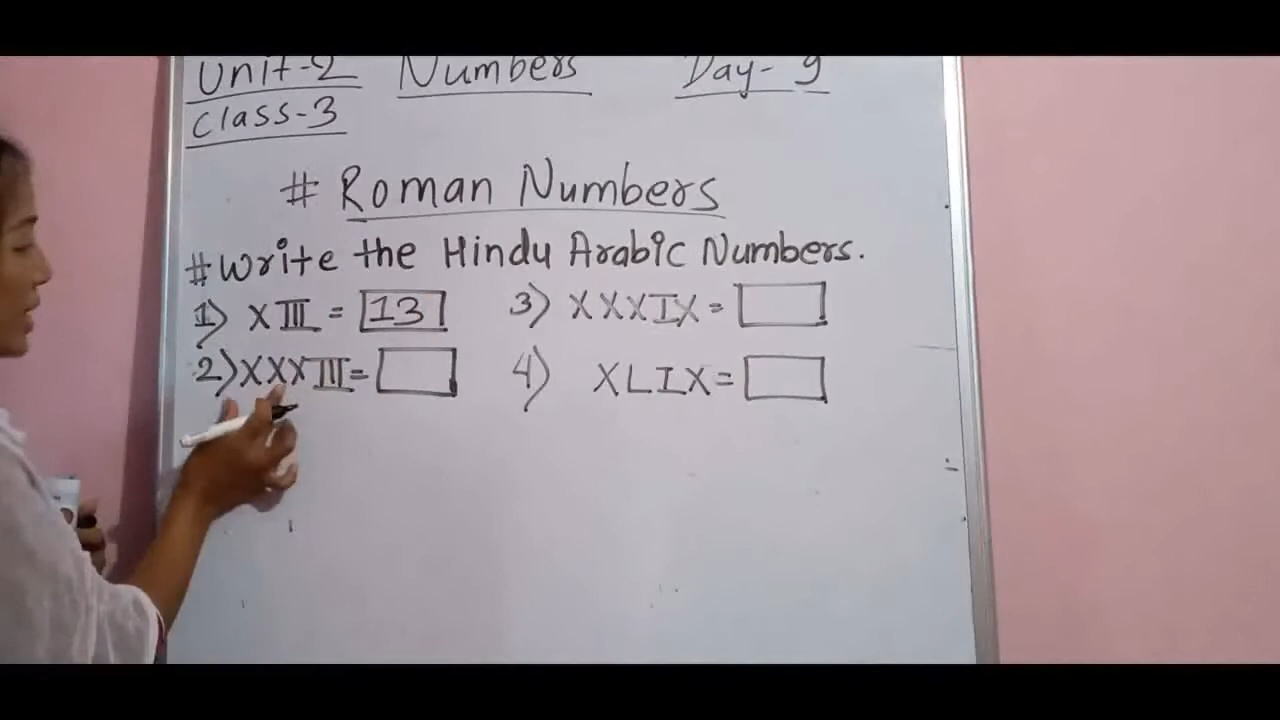 Unit-2 Numbers Day-9
Class-3
# Roman Numbers
#Write the Hindu Arabic Numbers.
1) XIII = 13 3) XXXIX =
2) XXXIII = 4) XLIX =